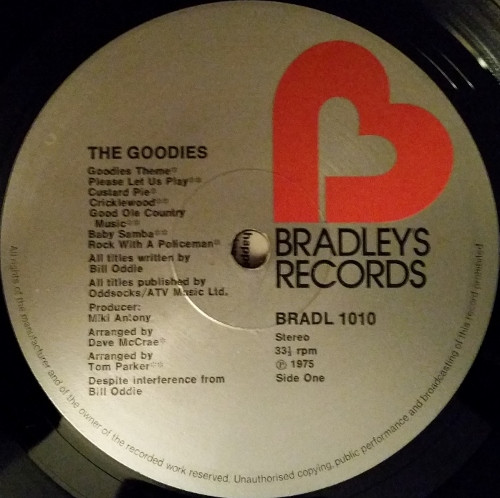 THE GOODIES
Goodies Theme*
Please Let Us Play**
Custard Pie*
Cricklewood**
Good Ole Country
Music**
Baby Samba**
Rock With A Policeman*
All titles written by
Bill Oddie
All titles published by
Oddsocks/ATV Music Ltd.
Producer:
Miki Antony
Arranged by
Dave McCrae*
Arranged by
Tom Parker**
Despite interference from
Bill Oddie
BRADLEYS
RECORDS
BRADL 1010
Stereo
33⅓ rpm
℗ 1975
Side One
All rights of the manufacturer and of the owner of the recorded work reserved. Unauthorised copying, public performance and broadcasting of this record prohibited